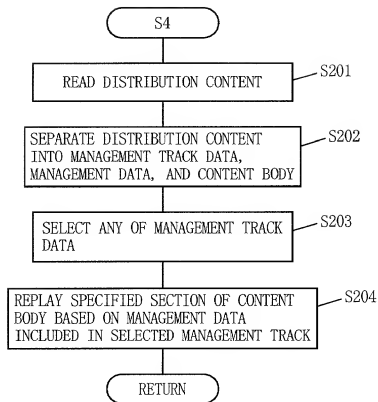 S4
READ DISTRIBUTION CONTENT
S201
SEPARATE DISTRIBUTION CONTENT
INTO MANAGEMENT TRACK DATA,
MANAGEMENT DATA, AND CONTENT BODY
S202
SELECT ANY OF MANAGEMENT TRACK
DATA
S203
REPLAY SPECIFIED SECTION OF CONTENT
BODY BASED ON MANAGEMENT DATA
INCLUDED IN SELECTED MANAGEMENT TRACK
S204
RETURN